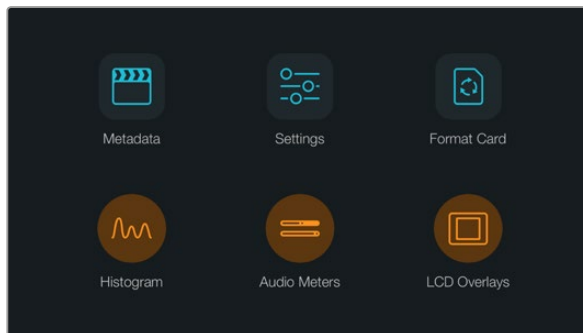 Metadata
Settings
Format Card
Histogram
Audio Meters
LCD Overlays